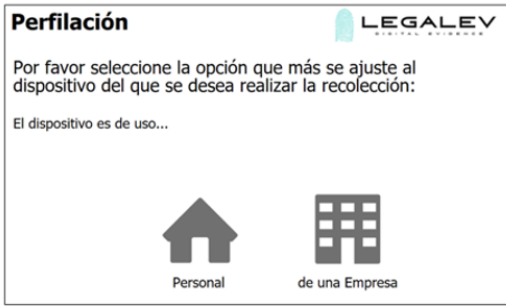 Perfilación
LEGALEV
DIGITAL EVIDENCE
Por favor seleccione la opción que más se ajuste al
dispositivo del que se desea realizar la recolección:
El dispositivo es de uso...
Personal
de una Empresa